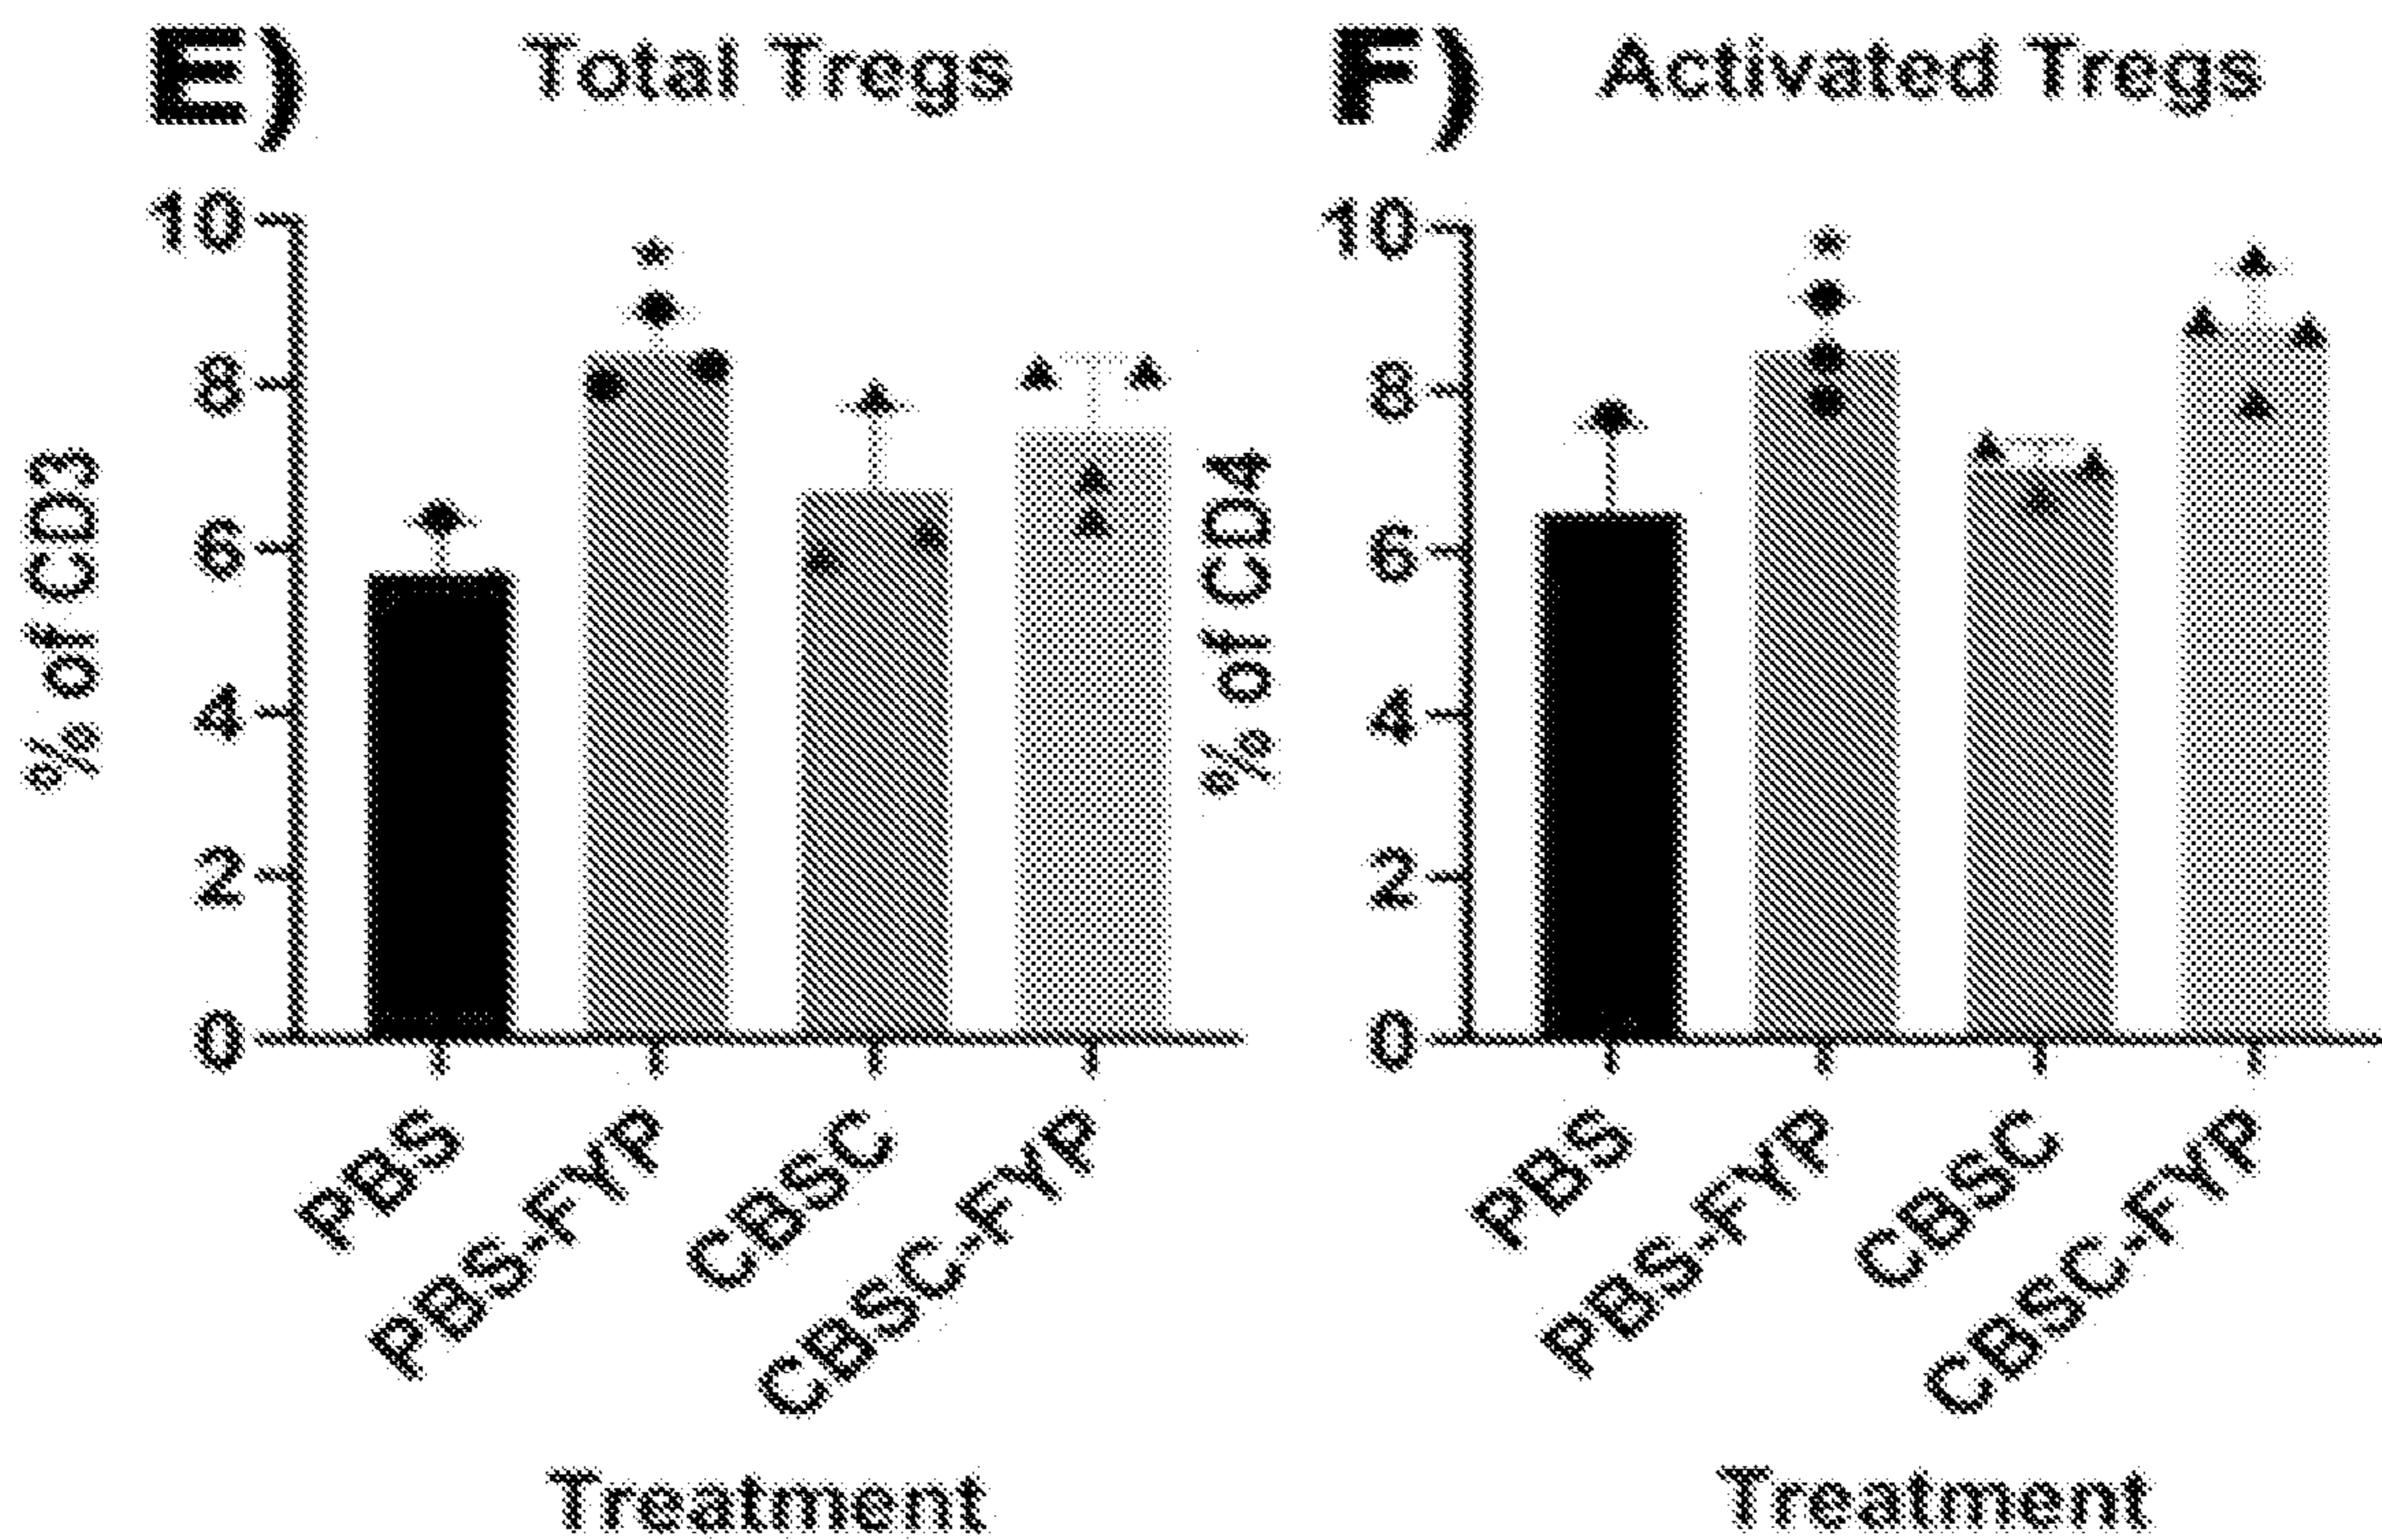 E) Total Tregs
% of CD3
10
8
6
4
2
0
*
PBS
PBS-FYP
CBSC
CBSC-FYP
Treatment
F) Activated Tregs
% of CD4
10
8
6
4
2
0
*
PBS
PBS-FYP
CBSC
CBSC-FYP
Treatment